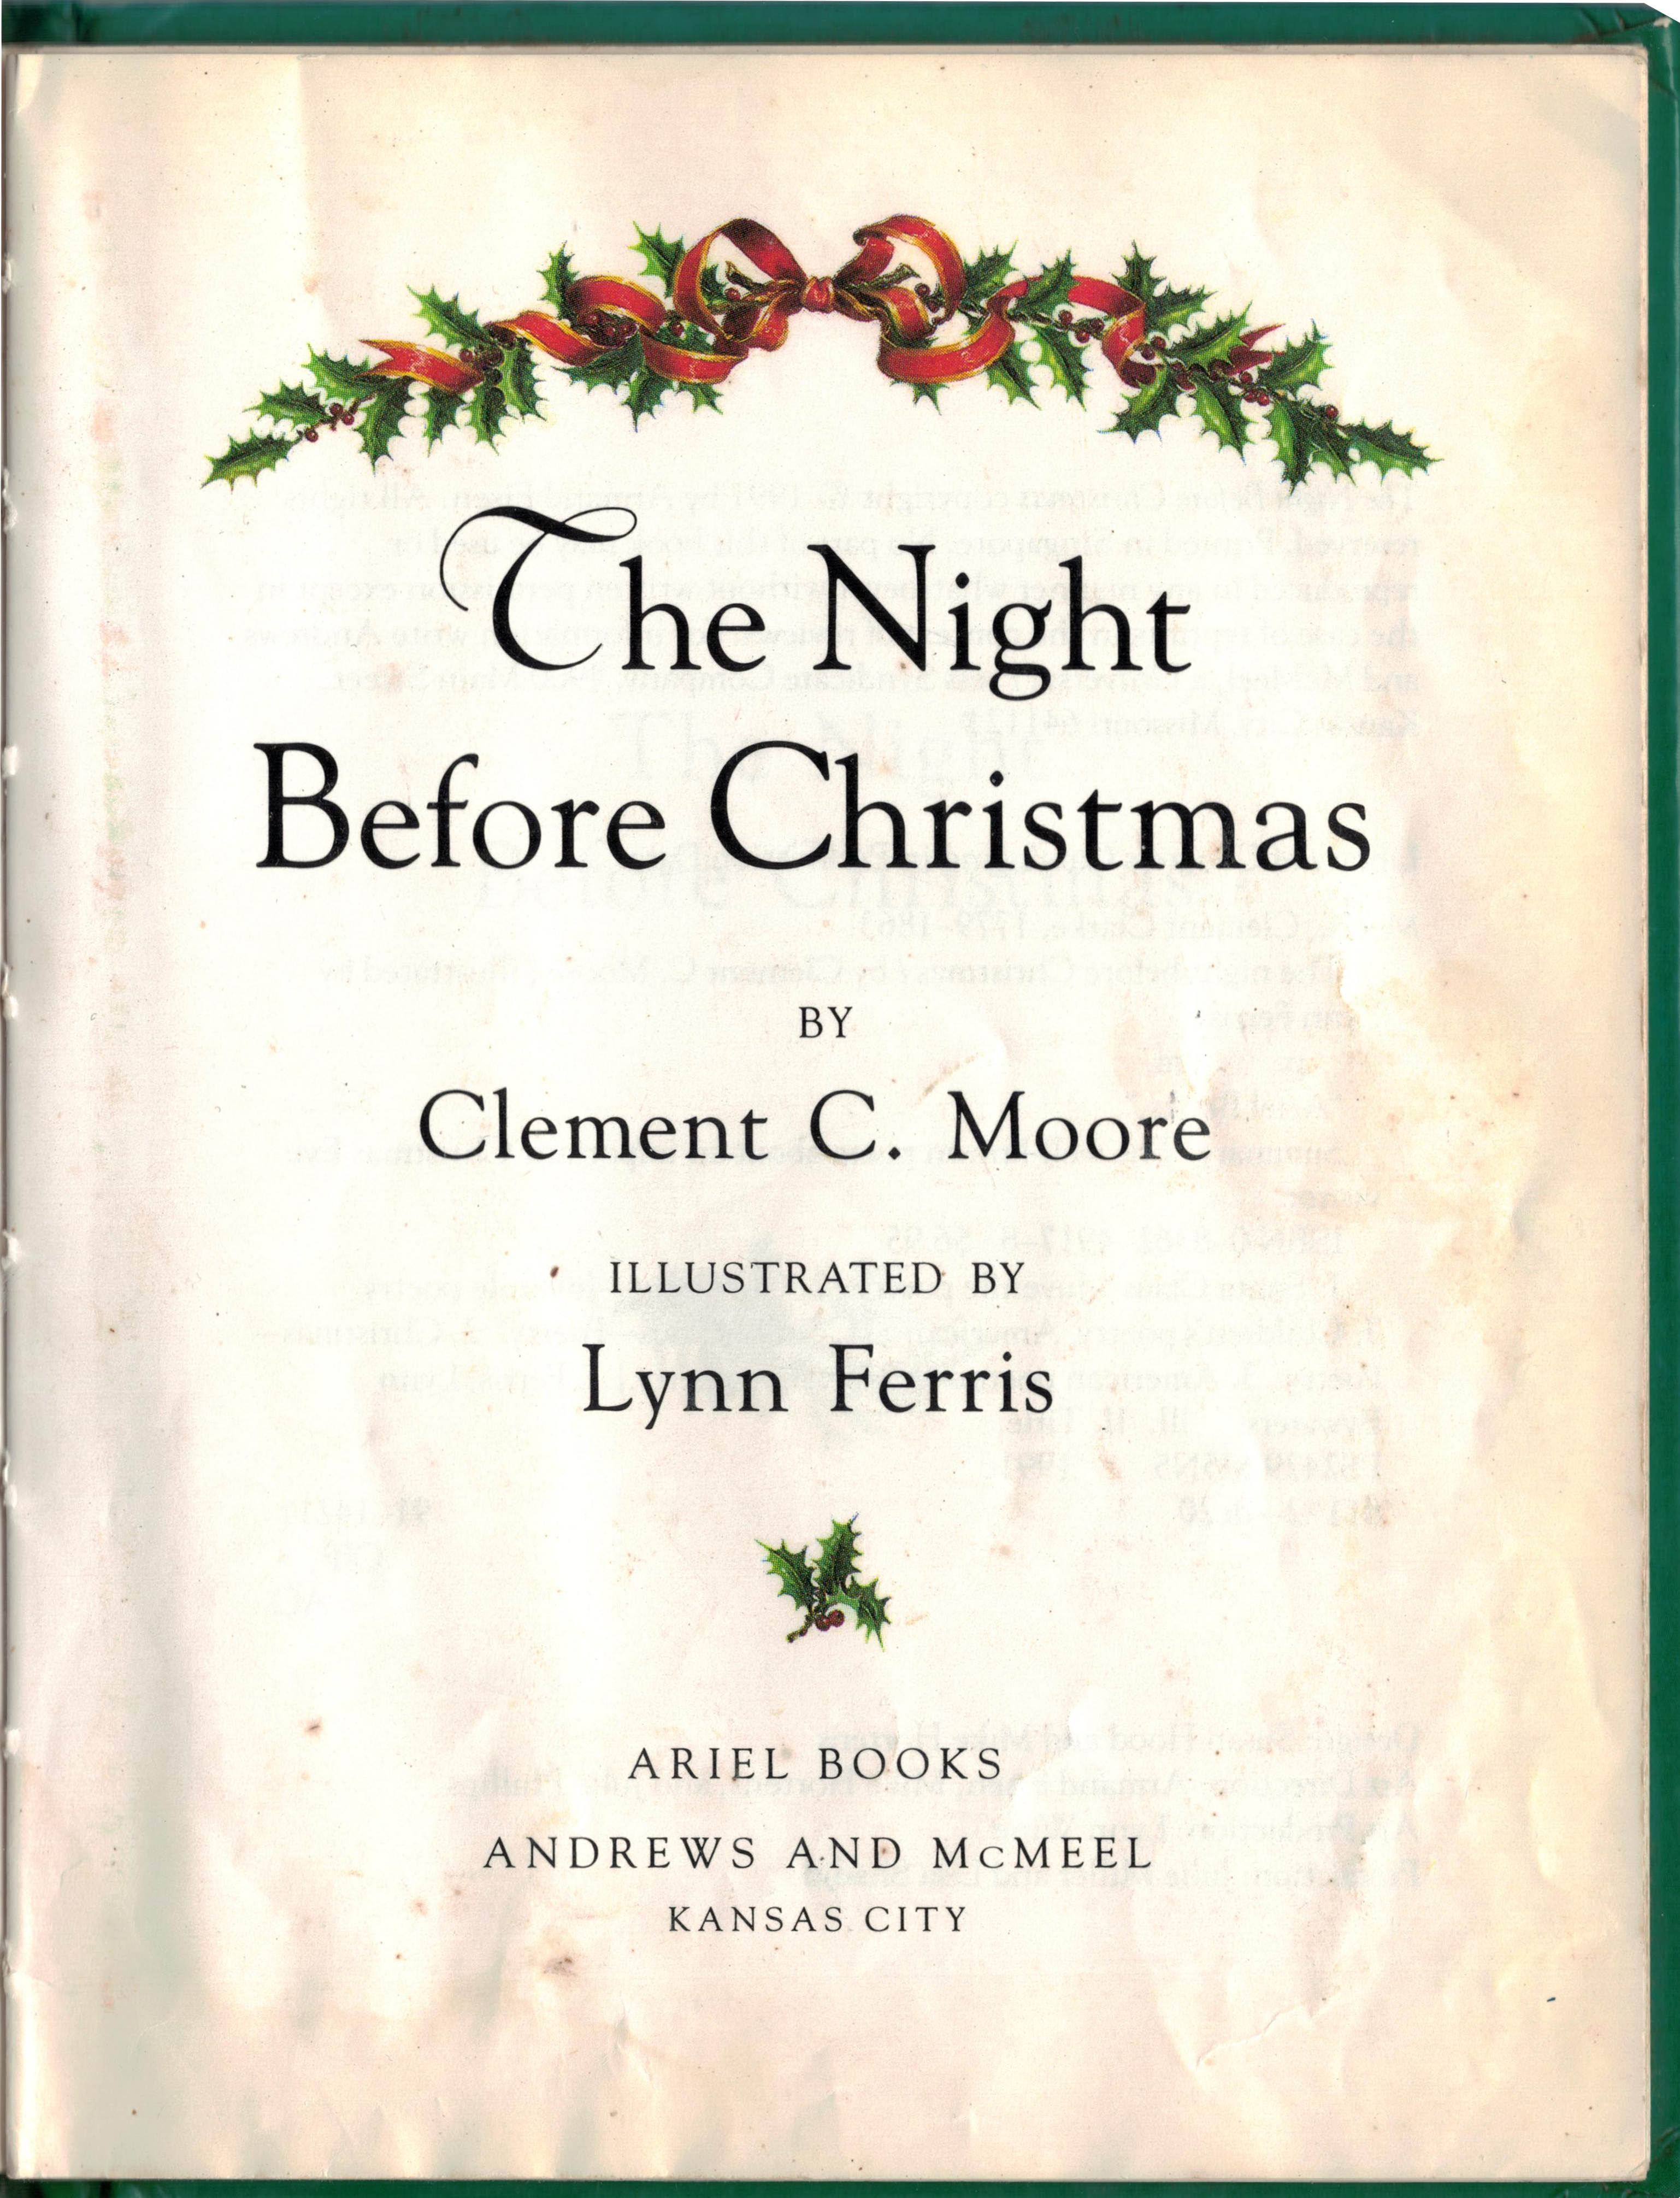 The Night
Before Christmas
BY
Clement C. Moore
ILLUSTRATED BY
Lynn Ferris
ARIEL BOOKS
ANDREWS AND McMEEL
KANSAS CITY